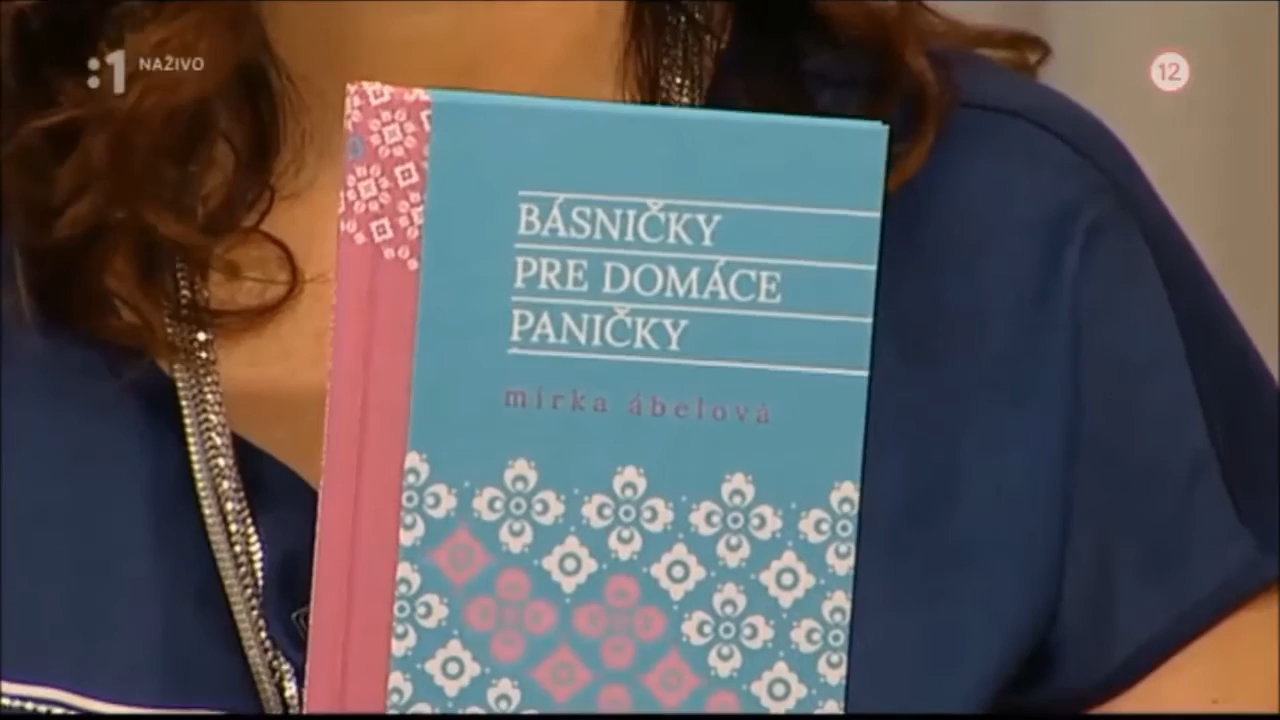 :1 NAŽIVO
12
BÁSNIČKY
PRE DOMÁCE
PANIČKY
mirka ábelová